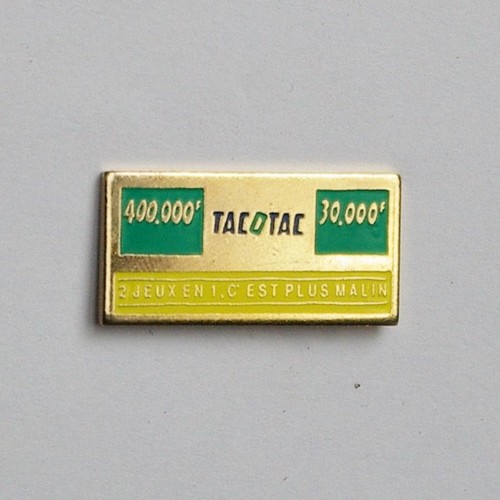 400.000F TACOTAC 30.000F
2 JEUX EN 1, C'EST PLUS MALIN